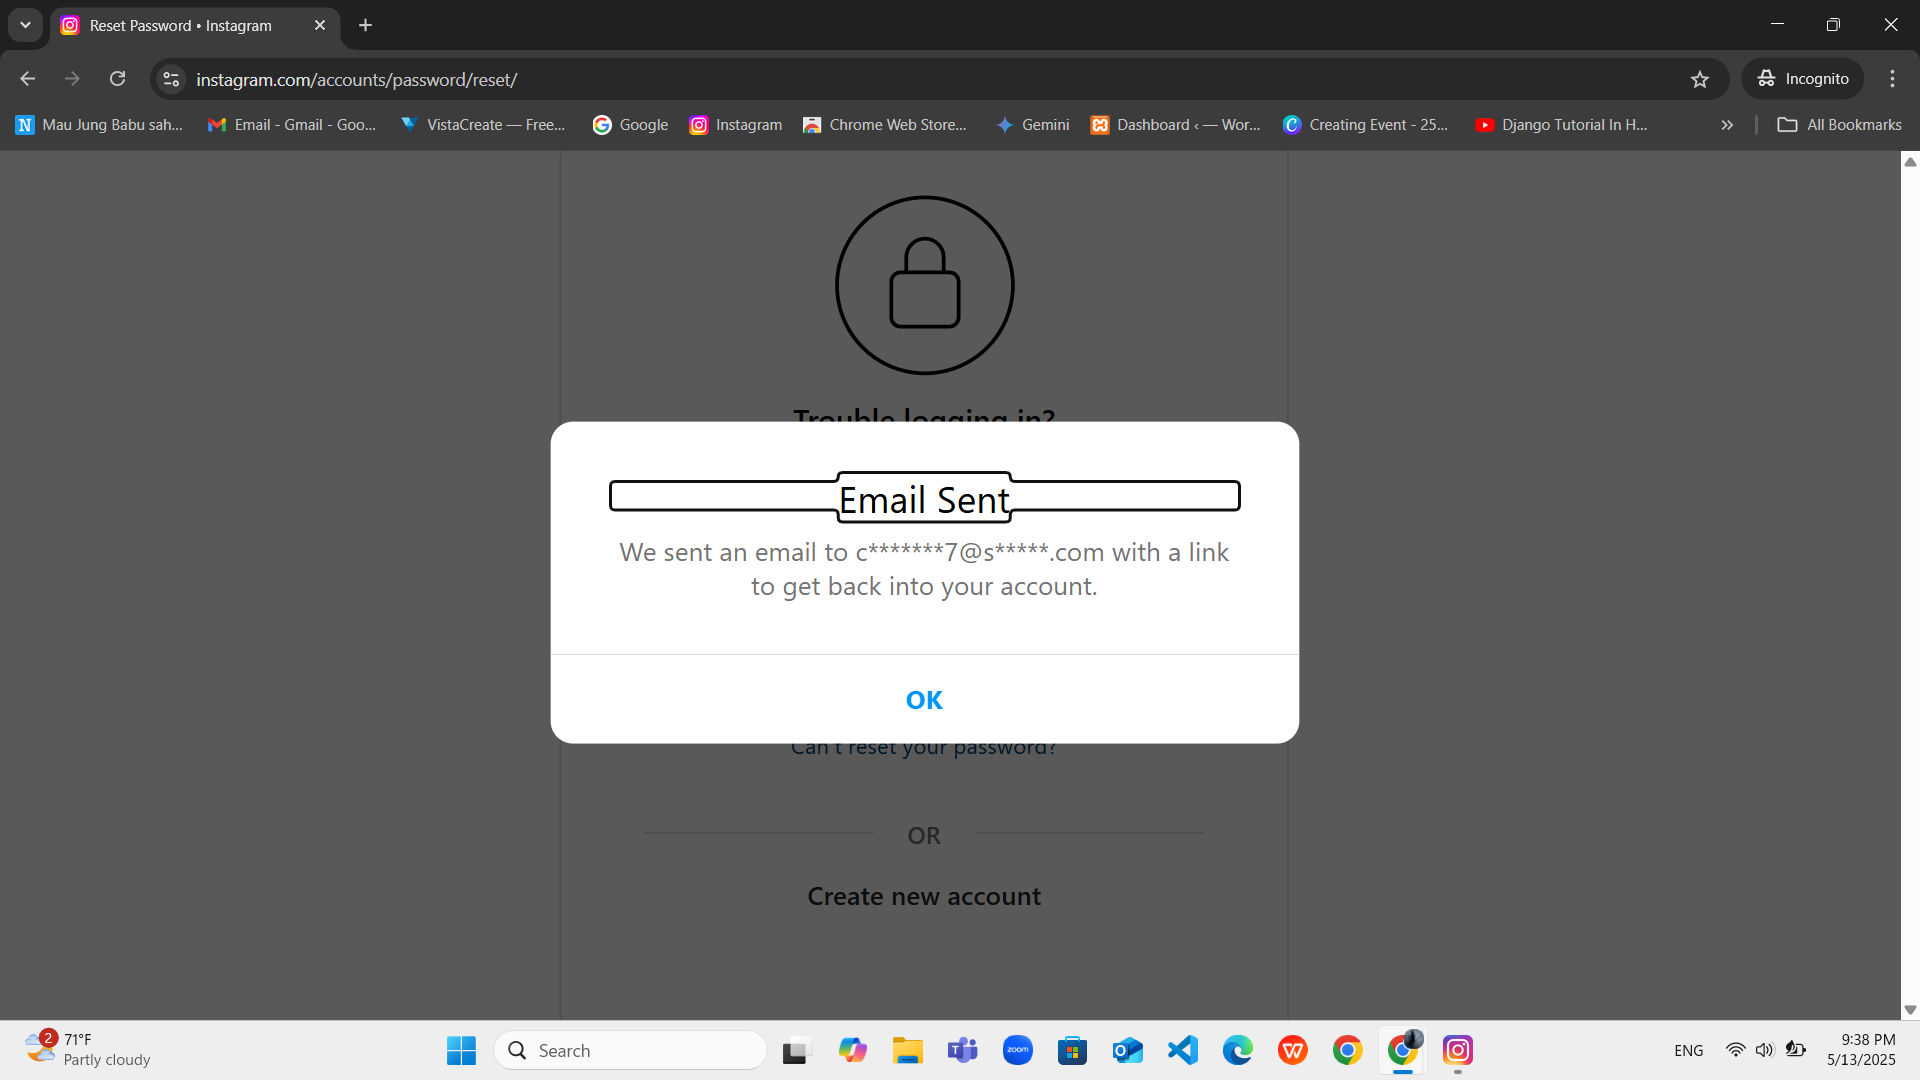 Reset Password • Instagram
instagram.com/accounts/password/reset/
Incognito
Mau Jung Babu sah...
Email - Gmail - Goo...
VistaCreate — Free...
Google
Instagram
Chrome Web Store...
Gemini
Dashboard ‹ — Wor...
Creating Event - 25...
Django Tutorial In H...
All Bookmarks
Trouble logging in?
Email Sent
We sent an email to c*******7@s*****.com with a link
to get back into your account.
OK
Can't reset your password?
OR
Create new account
2
71°F
Partly cloudy
Search
zoom
ENG
9:38 PM
5/13/2025